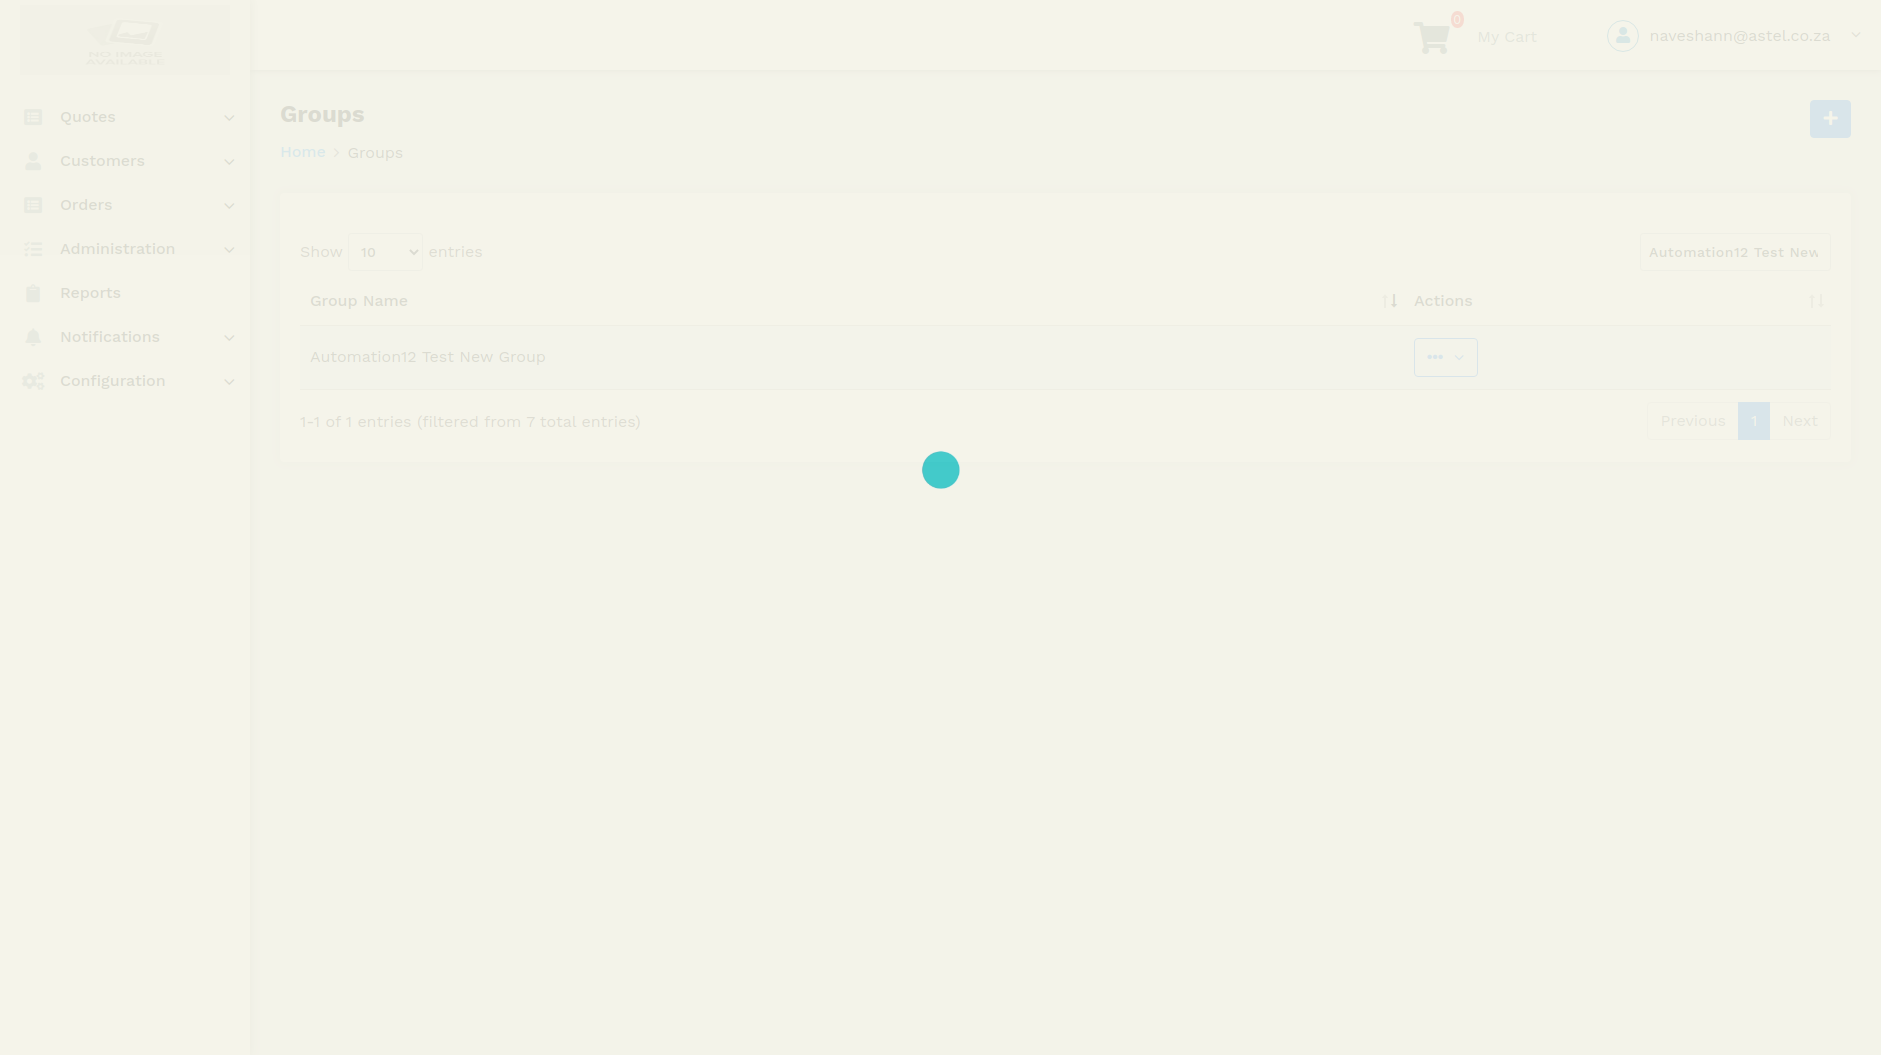 NO IMAGE
AVAILABLE
0
My Cart
naveshann@astel.co.za
Quotes
Customers
Orders
Administration
Reports
Notifications
Configuration
Groups
Home > Groups
Show 10 entries
Automation12 Test New
Group Name
Actions
Automation12 Test New Group
1-1 of 1 entries (filtered from 7 total entries)
Previous 1 Next